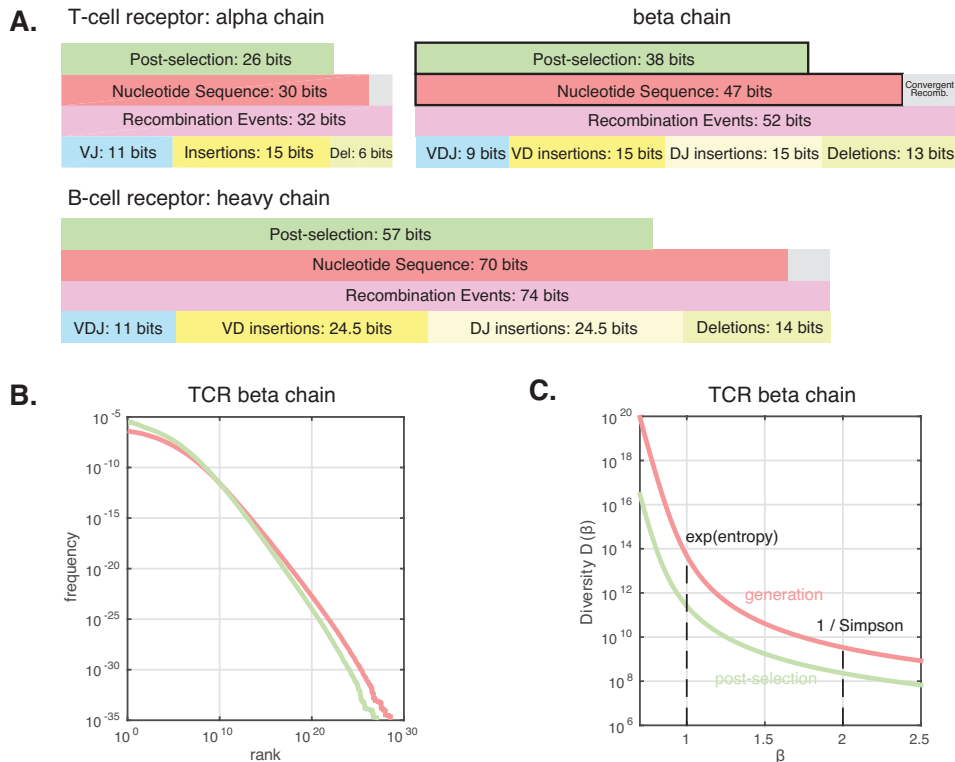 A.
T-cell receptor: alpha chain
beta chain
Post-selection: 26 bits
Nucleotide Sequence: 30 bits
Recombination Events: 32 bits
VJ: 11 bits
Insertions: 15 bits
Del: 6 bits
Post-selection: 38 bits
Nucleotide Sequence: 47 bits
Convergent
Recomb.
Recombination Events: 52 bits
VDJ: 9 bits
VD insertions: 15 bits
DJ insertions: 15 bits
Deletions: 13 bits
B-cell receptor: heavy chain
Post-selection: 57 bits
Nucleotide Sequence: 70 bits
Recombination Events: 74 bits
VDJ: 11 bits
VD insertions: 24.5 bits
DJ insertions: 24.5 bits
Deletions: 14 bits
B.
TCR beta chain
frequency
10^-5
10^-10
10^-15
10^-20
10^-25
10^-30
10^-35
10^0
10^10
10^20
10^30
rank
C.
TCR beta chain
Diversity D (β)
10^20
10^18
10^16
10^14
10^12
10^10
10^8
10^6
exp(entropy)
generation
1 / Simpson
post-selection
1
1.5
2
2.5
β